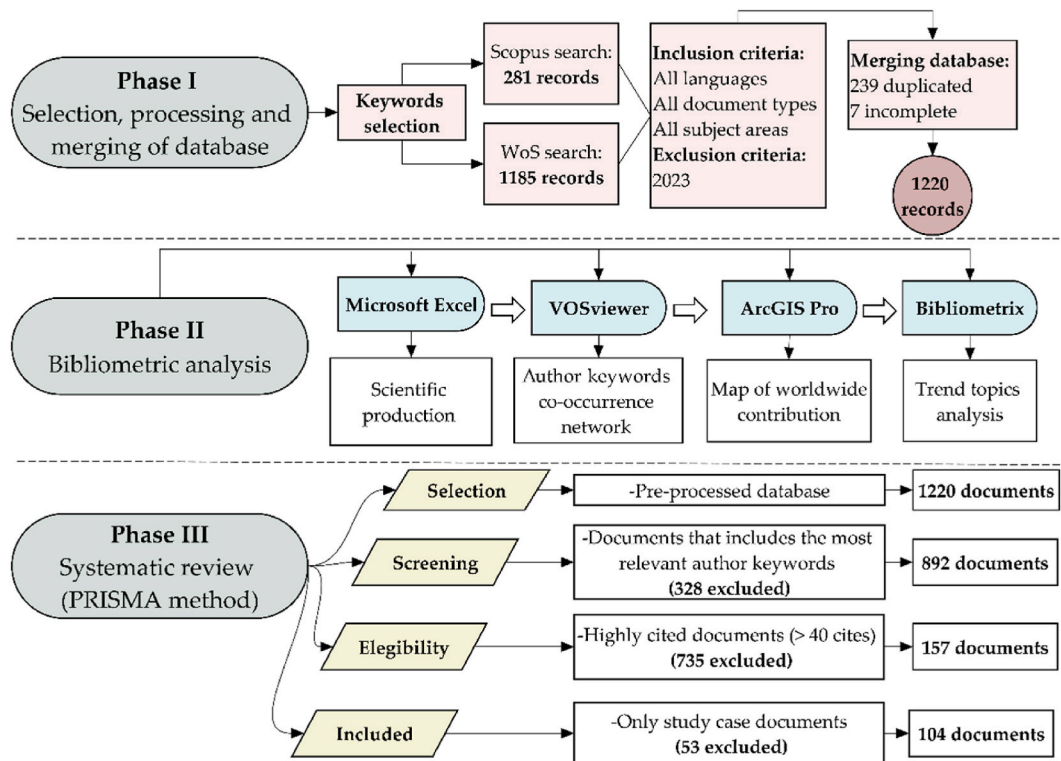 Phase I
Selection, processing and
merging of database
Keywords
selection
Scopus search:
281 records
WoS search:
1185 records
Inclusion criteria:
All languages
All document types
All subject areas
Exclusion criteria:
2023
Merging database:
239 duplicated
7 incomplete
1220
records
Phase II
Bibliometric analysis
Microsoft Excel
VOSviewer
ArcGIS Pro
Bibliometrix
Scientific
production
Author keywords
co-occurrence
network
Map of worldwide
contribution
Trend topics
analysis
Phase III
Systematic review
(PRISMA method)
Selection
-Pre-processed database
1220 documents
Screening
-Documents that includes the most
relevant author keywords
(328 excluded)
892 documents
Elegibility
-Highly cited documents (> 40 cites)
(735 excluded)
157 documents
Included
-Only study case documents
(53 excluded)
104 documents